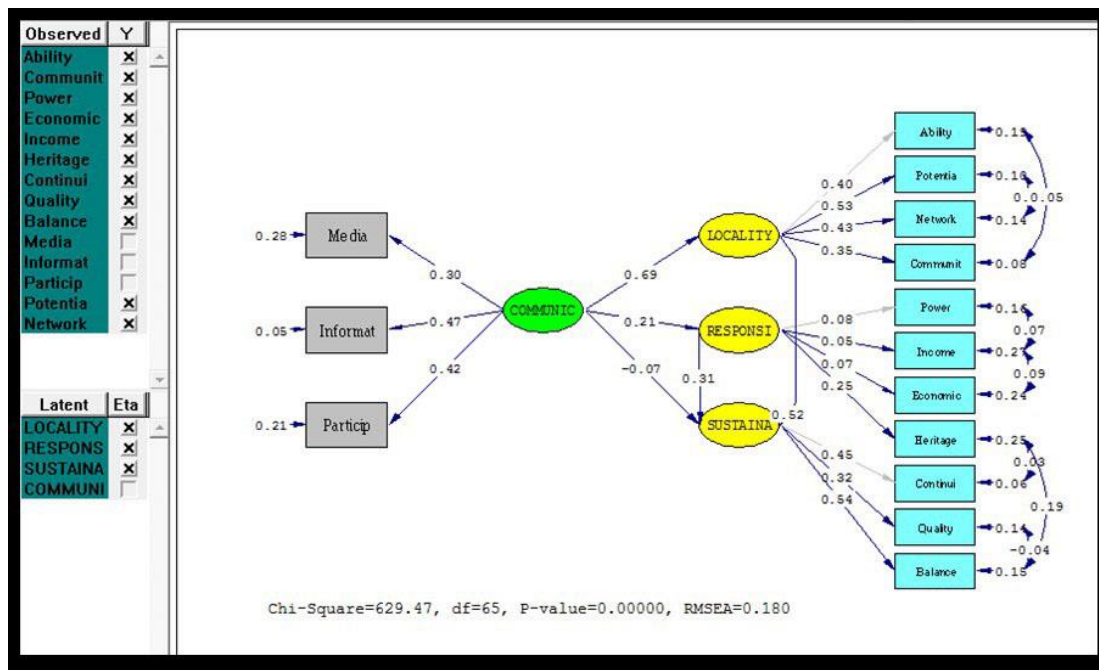 Observed Y
Ability
Communit
Power
Economic
Income
Heritage
Continui
Quality
Balance
Media
Informat
Particip
Potentia
Network
Latent Eta
LOCALITY
RESPONS
SUSTAINA
COMMUNI
0.28
Media
0.30
0.05
Informat
0.47
0.21
Particip
0.42
COMMUNIC
0.69
0.21
-0.07
LOCALITY
RESPONSI
0.31
SUSTAINA
0.52
0.40
0.53
0.43
0.35
0.08
0.05
0.07
0.25
0.45
0.32
0.54
Ability
Potentia
Network
Communit
Power
Income
Economic
Heritage
Continui
Quality
Balance
0.10
0.14
0.08
0.16
0.27
0.24
0.25
0.06
0.14
0.05
0.07
0.09
0.03
0.19
-0.04
Chi-Square=629.47, df=65, P-value=0.00000, RMSEA=0.180